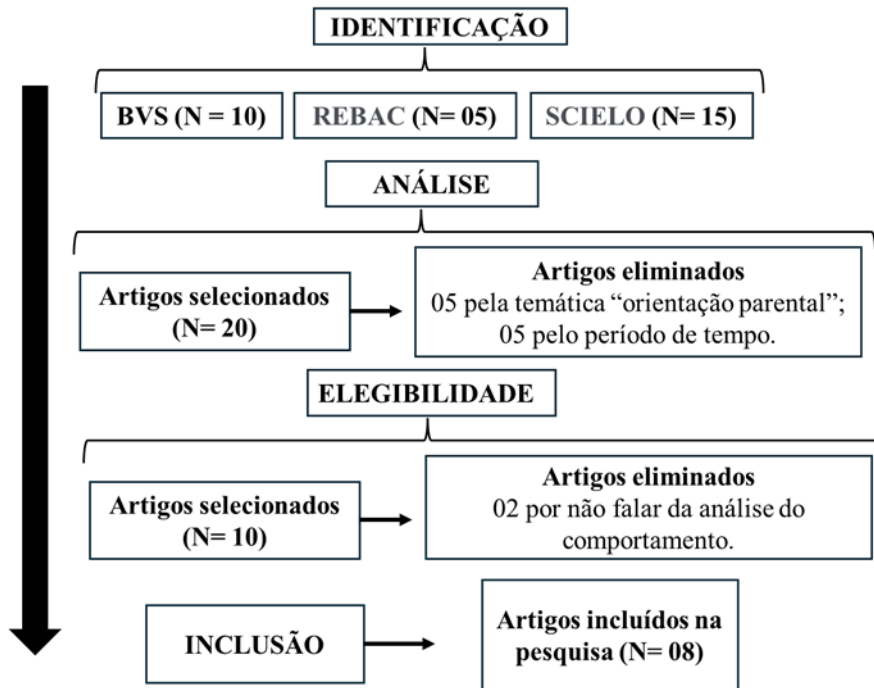 IDENTIFICAÇÃO
BVS (N = 10)
REBAC (N= 05)
SCIELO (N= 15)
ANÁLISE
Artigos selecionados
(N= 20)
Artigos eliminados
05 pela temática “orientação parental”;
05 pelo período de tempo.
ELEGIBILIDADE
Artigos selecionados
(N= 10)
Artigos eliminados
02 por não falar da análise do
comportamento.
INCLUSÃO
Artigos incluídos na
pesquisa (N= 08)